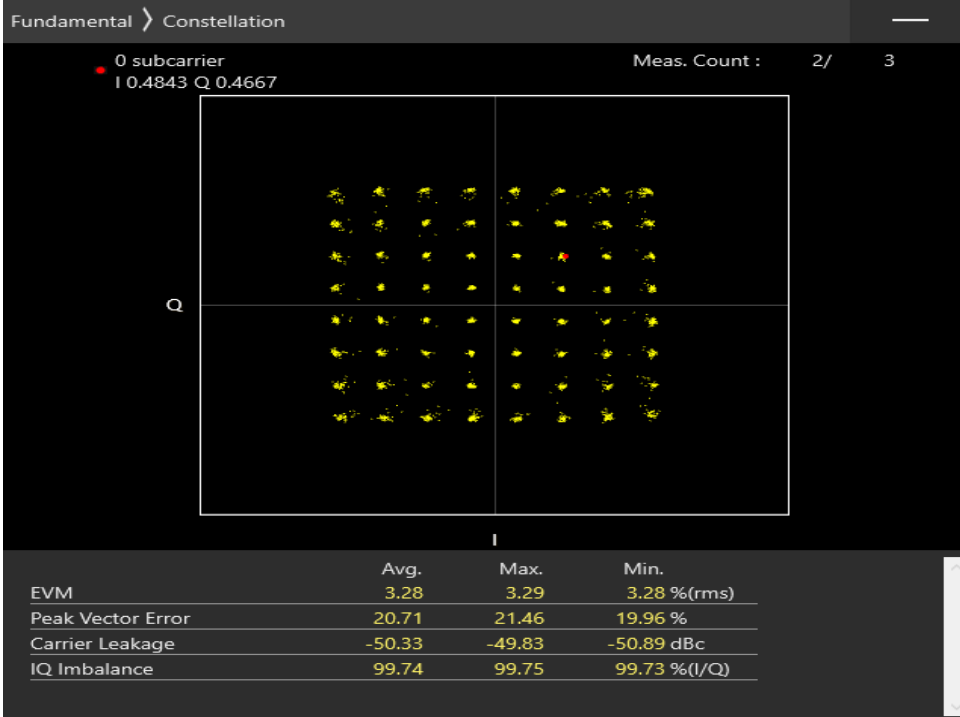 Fundamental 〉 Constellation
0 subcarrier
I 0.4843 Q 0.4667
Meas. Count : 2/ 3
Q
I
Avg. Max. Min.
EVM 3.28 3.29 3.28 %(rms)
Peak Vector Error 20.71 21.46 19.96 %
Carrier Leakage -50.33 -49.83 -50.89 dBc
IQ Imbalance 99.74 99.75 99.73 %(I/Q)